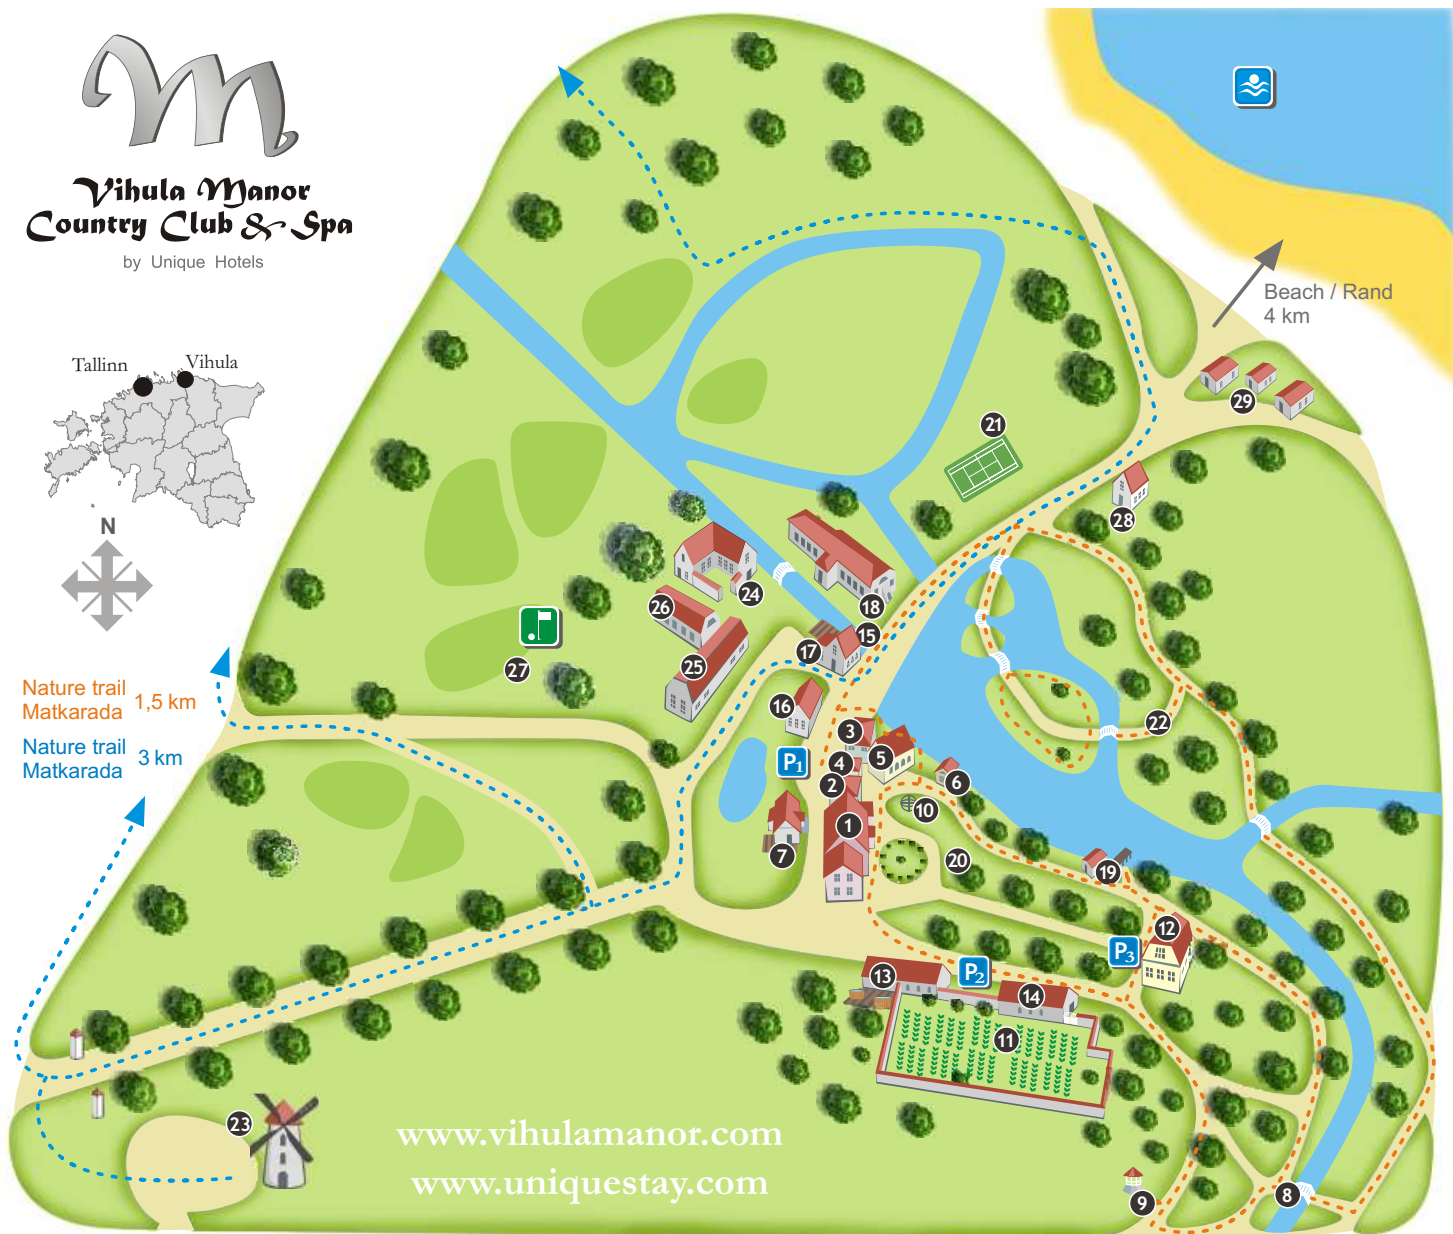 M
Vihula Manor
Country Club & Spa
by Unique Hotels
Beach / Rand
4 km
Tallinn
Vihula
N
Nature trail
Matkarada
1,5 km
Nature trail
Matkarada
3 km
21
29
28
24
26
18
15
17
25
27
16
22
3
5
4
P1
2
6
10
1
7
20
19
12
P3
13
P2
14
11
23
9
8
www.vihulamanor.com
www.uniquestay.com